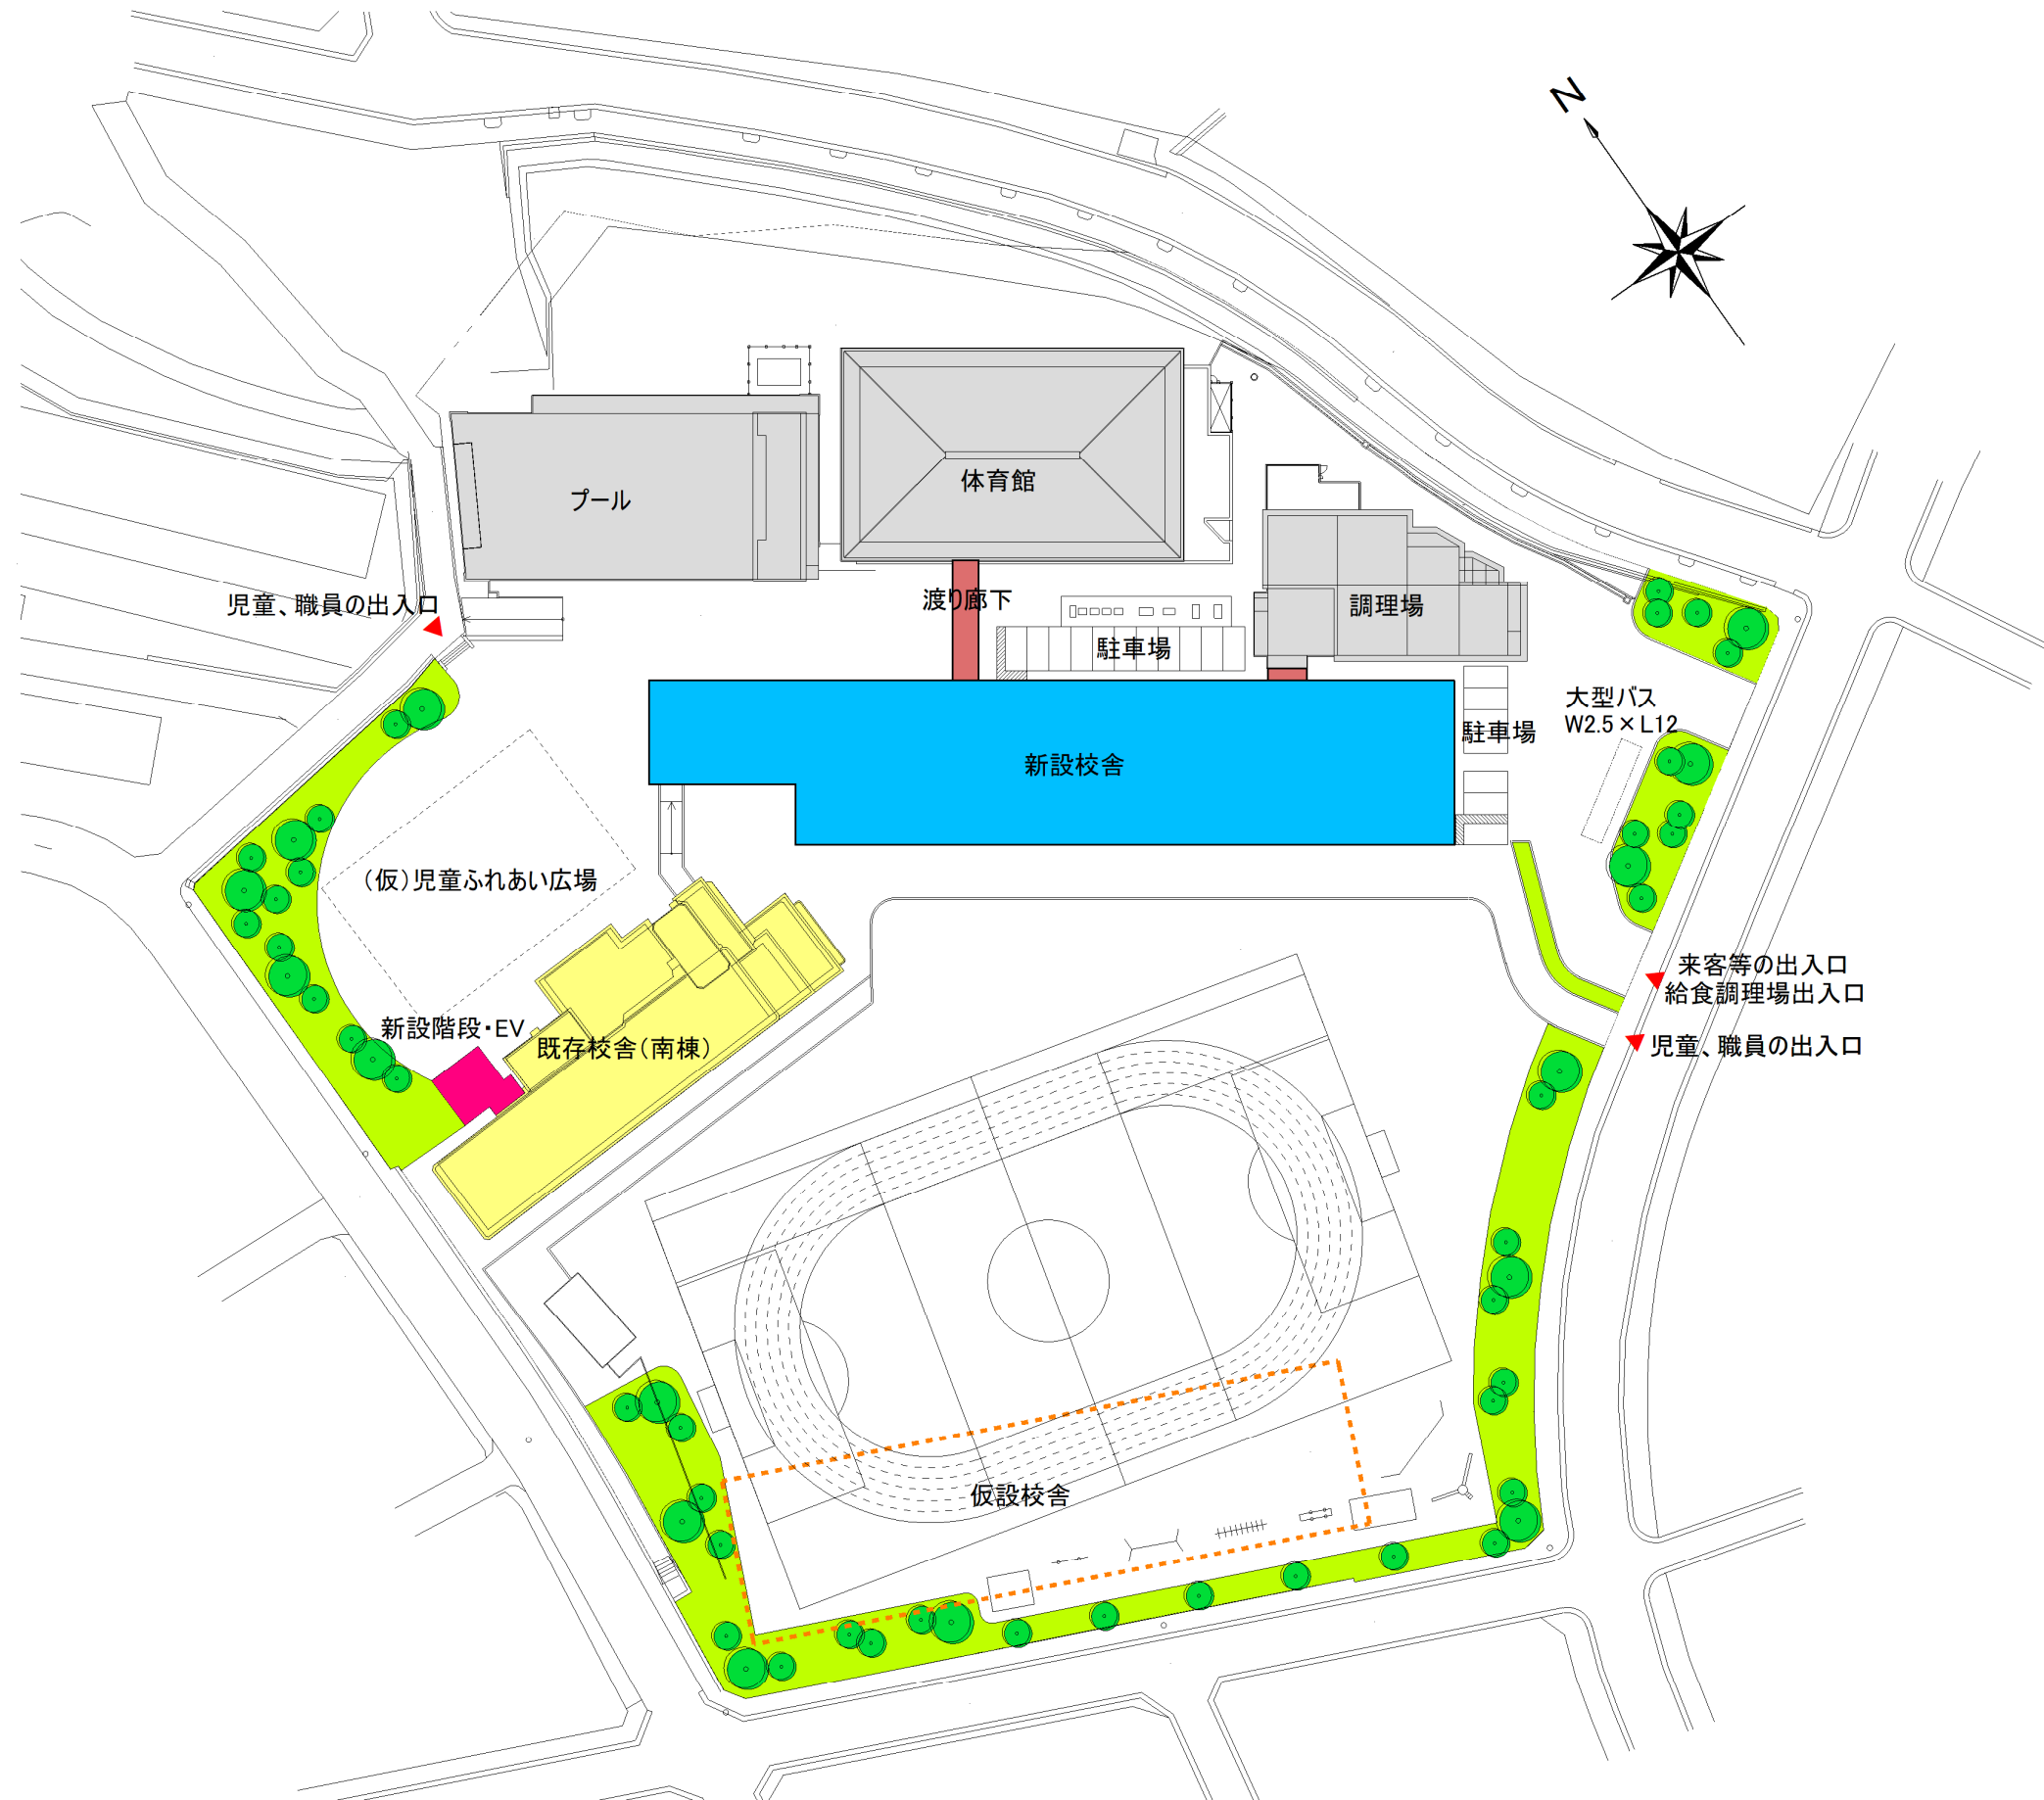 N
体育館
プール
渡り廊下
児童、職員の出入口
調理場
駐車場
大型バス
W2.5×L12
駐車場
新設校舎
（仮）児童ふれあい広場
来客等の出入口
給食調理場出入口
新設階段・EV
既存校舎（南棟）
児童、職員の出入口
仮設校舎